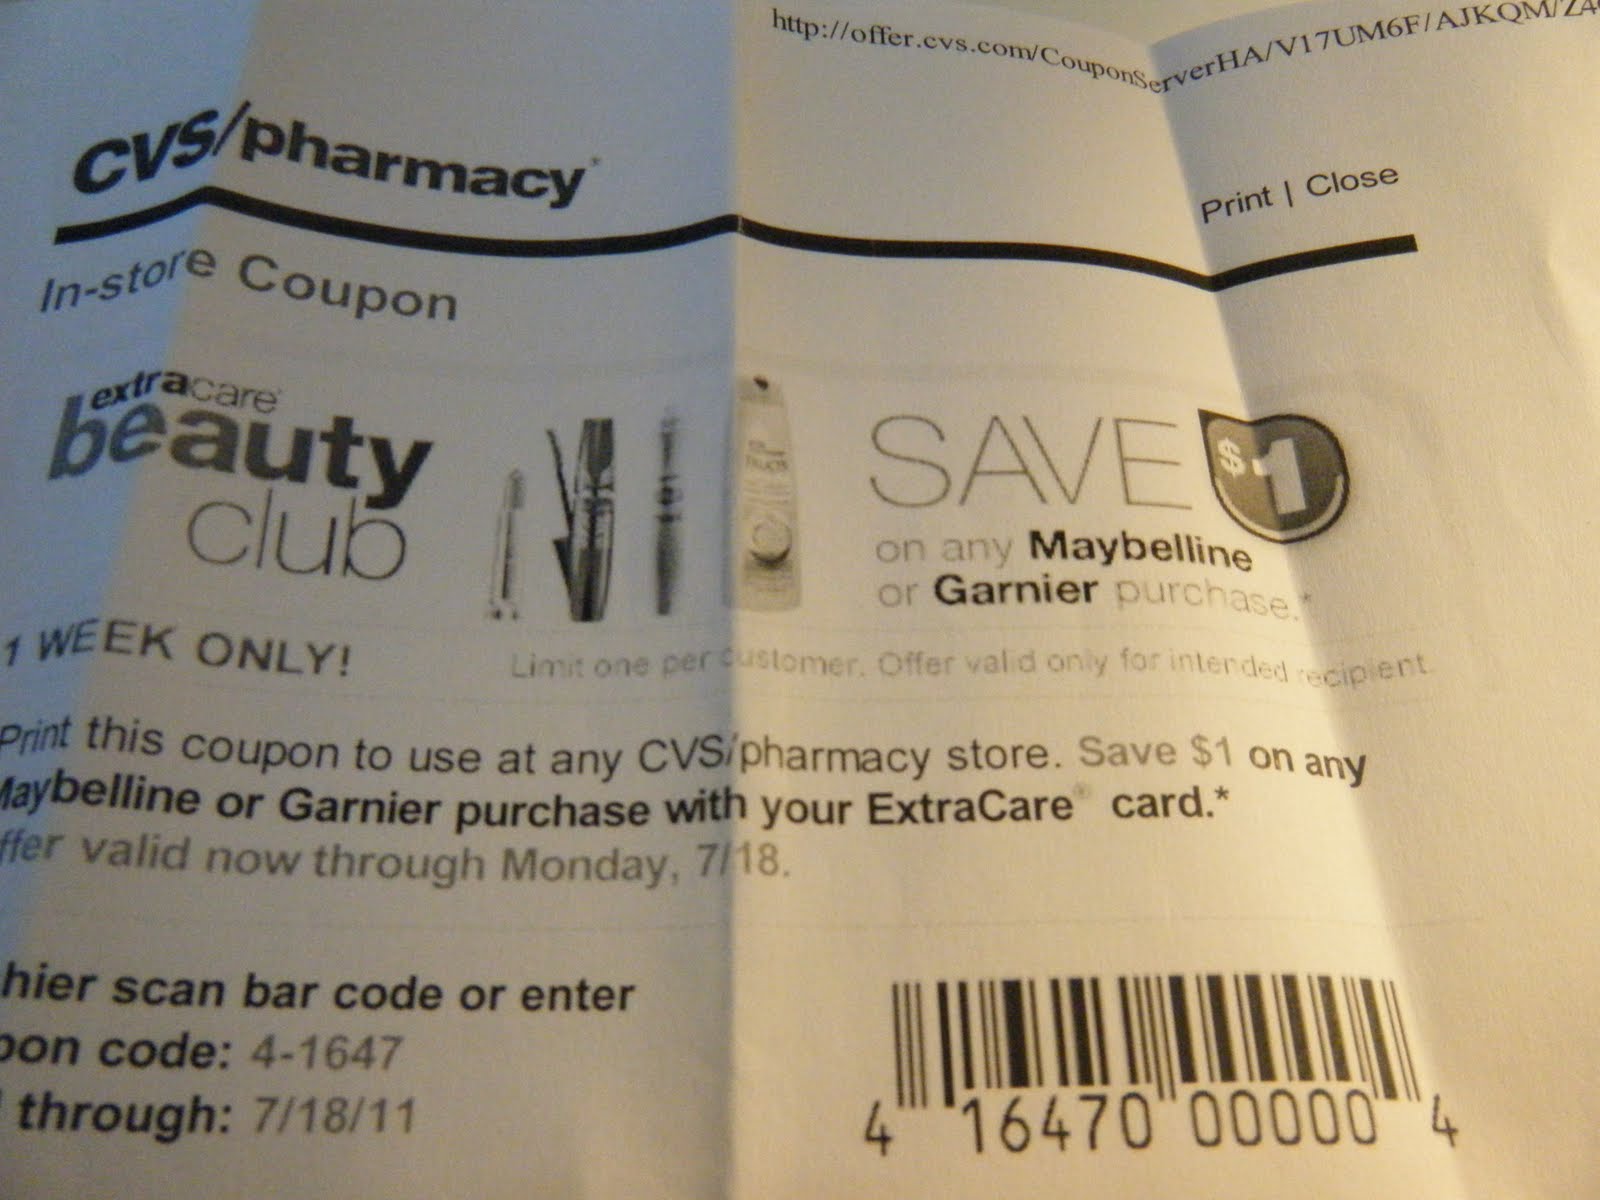 http://offer.cvs.com/CouponServerHA/V17UM6F/AJKQM/Z4
CVS/pharmacy
Print | Close
In-store Coupon
extracare
beauty
club
SAVE $1
on any Maybelline
or Garnier purchase.*
1 WEEK ONLY!
Limit one per customer. Offer valid only for intended recipient.
Print this coupon to use at any CVS/pharmacy store. Save $1 on any
Maybelline or Garnier purchase with your ExtraCare® card.*
ffer valid now through Monday, 7/18.
hier scan bar code or enter
pon code: 4-1647
through: 7/18/11
4 16470 00000 4